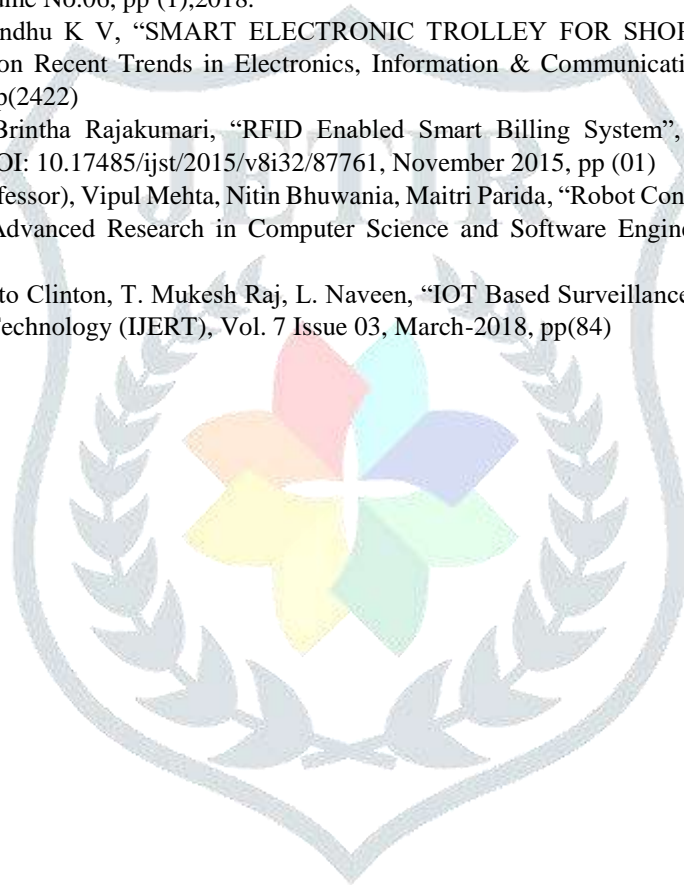 No.06, pp (1),2018.
ndhu K V, “SMART ELECTRONIC TROLLEY FOR SHOP
on Recent Trends in Electronics, Information & Communicati
p(2422)
Brintha Rajakumari, “RFID Enabled Smart Billing System”,
OI: 10.17485/ijst/2015/v8i32/87761, November 2015, pp (01)
fessor), Vipul Mehta, Nitin Bhuwania, Maitri Parida, “Robot Con
Advanced Research in Computer Science and Software Engine
to Clinton, T. Mukesh Raj, L. Naveen, “IOT Based Surveillance
Technology (IJERT), Vol. 7 Issue 03, March-2018, pp(84)
JETIR